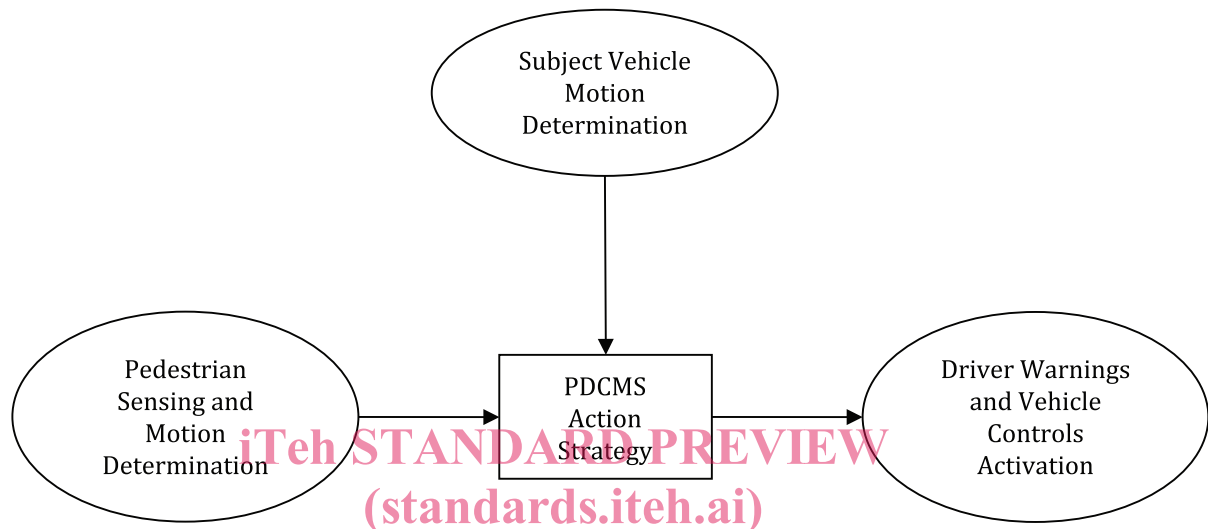 Subject Vehicle
Motion
Determination
Pedestrian
Sensing and
Motion
Determination
PDCMS
Action
Strategy
Driver Warnings
and Vehicle
Controls
Activation
iTeh STANDARD PREVIEW
(standards.iteh.ai)